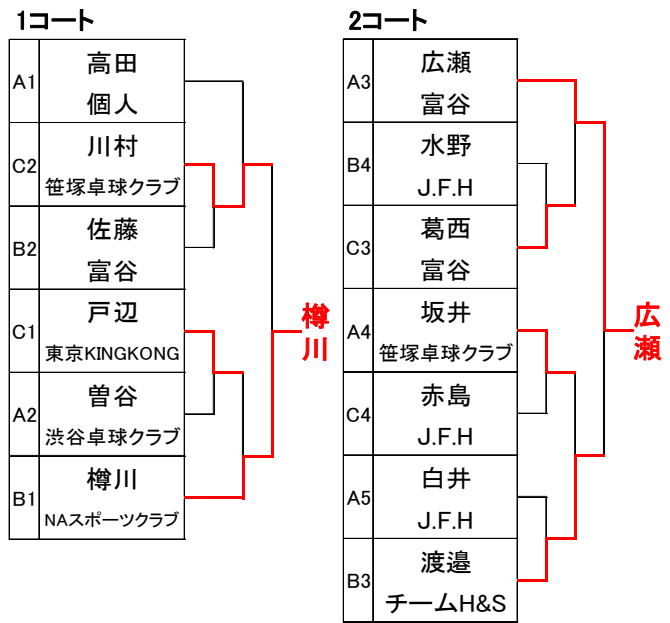 1コート
A1
高田
個人
C2
川村
笹塚卓球クラブ
B2
佐藤
富谷
C1
戸辺
東京KINGKONG
A2
曽谷
渋谷卓球クラブ
B1
樽川
NAスポーツクラブ
樽川
2コート
A3
広瀬
富谷
B4
水野
J.F.H
C3
葛西
富谷
A4
坂井
笹塚卓球クラブ
C4
赤島
J.F.H
A5
白井
J.F.H
B3
渡邉
チームH&S
広瀬